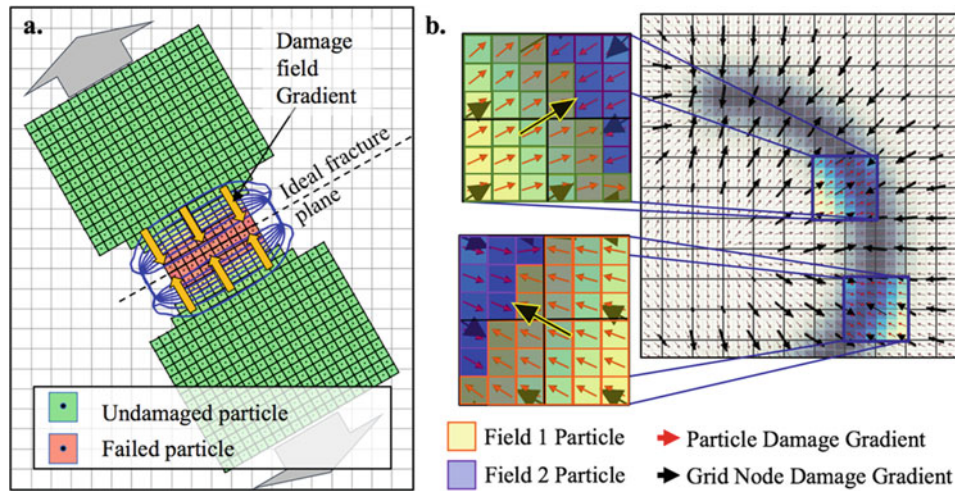 a.
Damage
field
Gradient
Ideal fracture
plane
Undamaged particle
Failed particle
b.
Field 1 Particle
Field 2 Particle
Particle Damage Gradient
Grid Node Damage Gradient